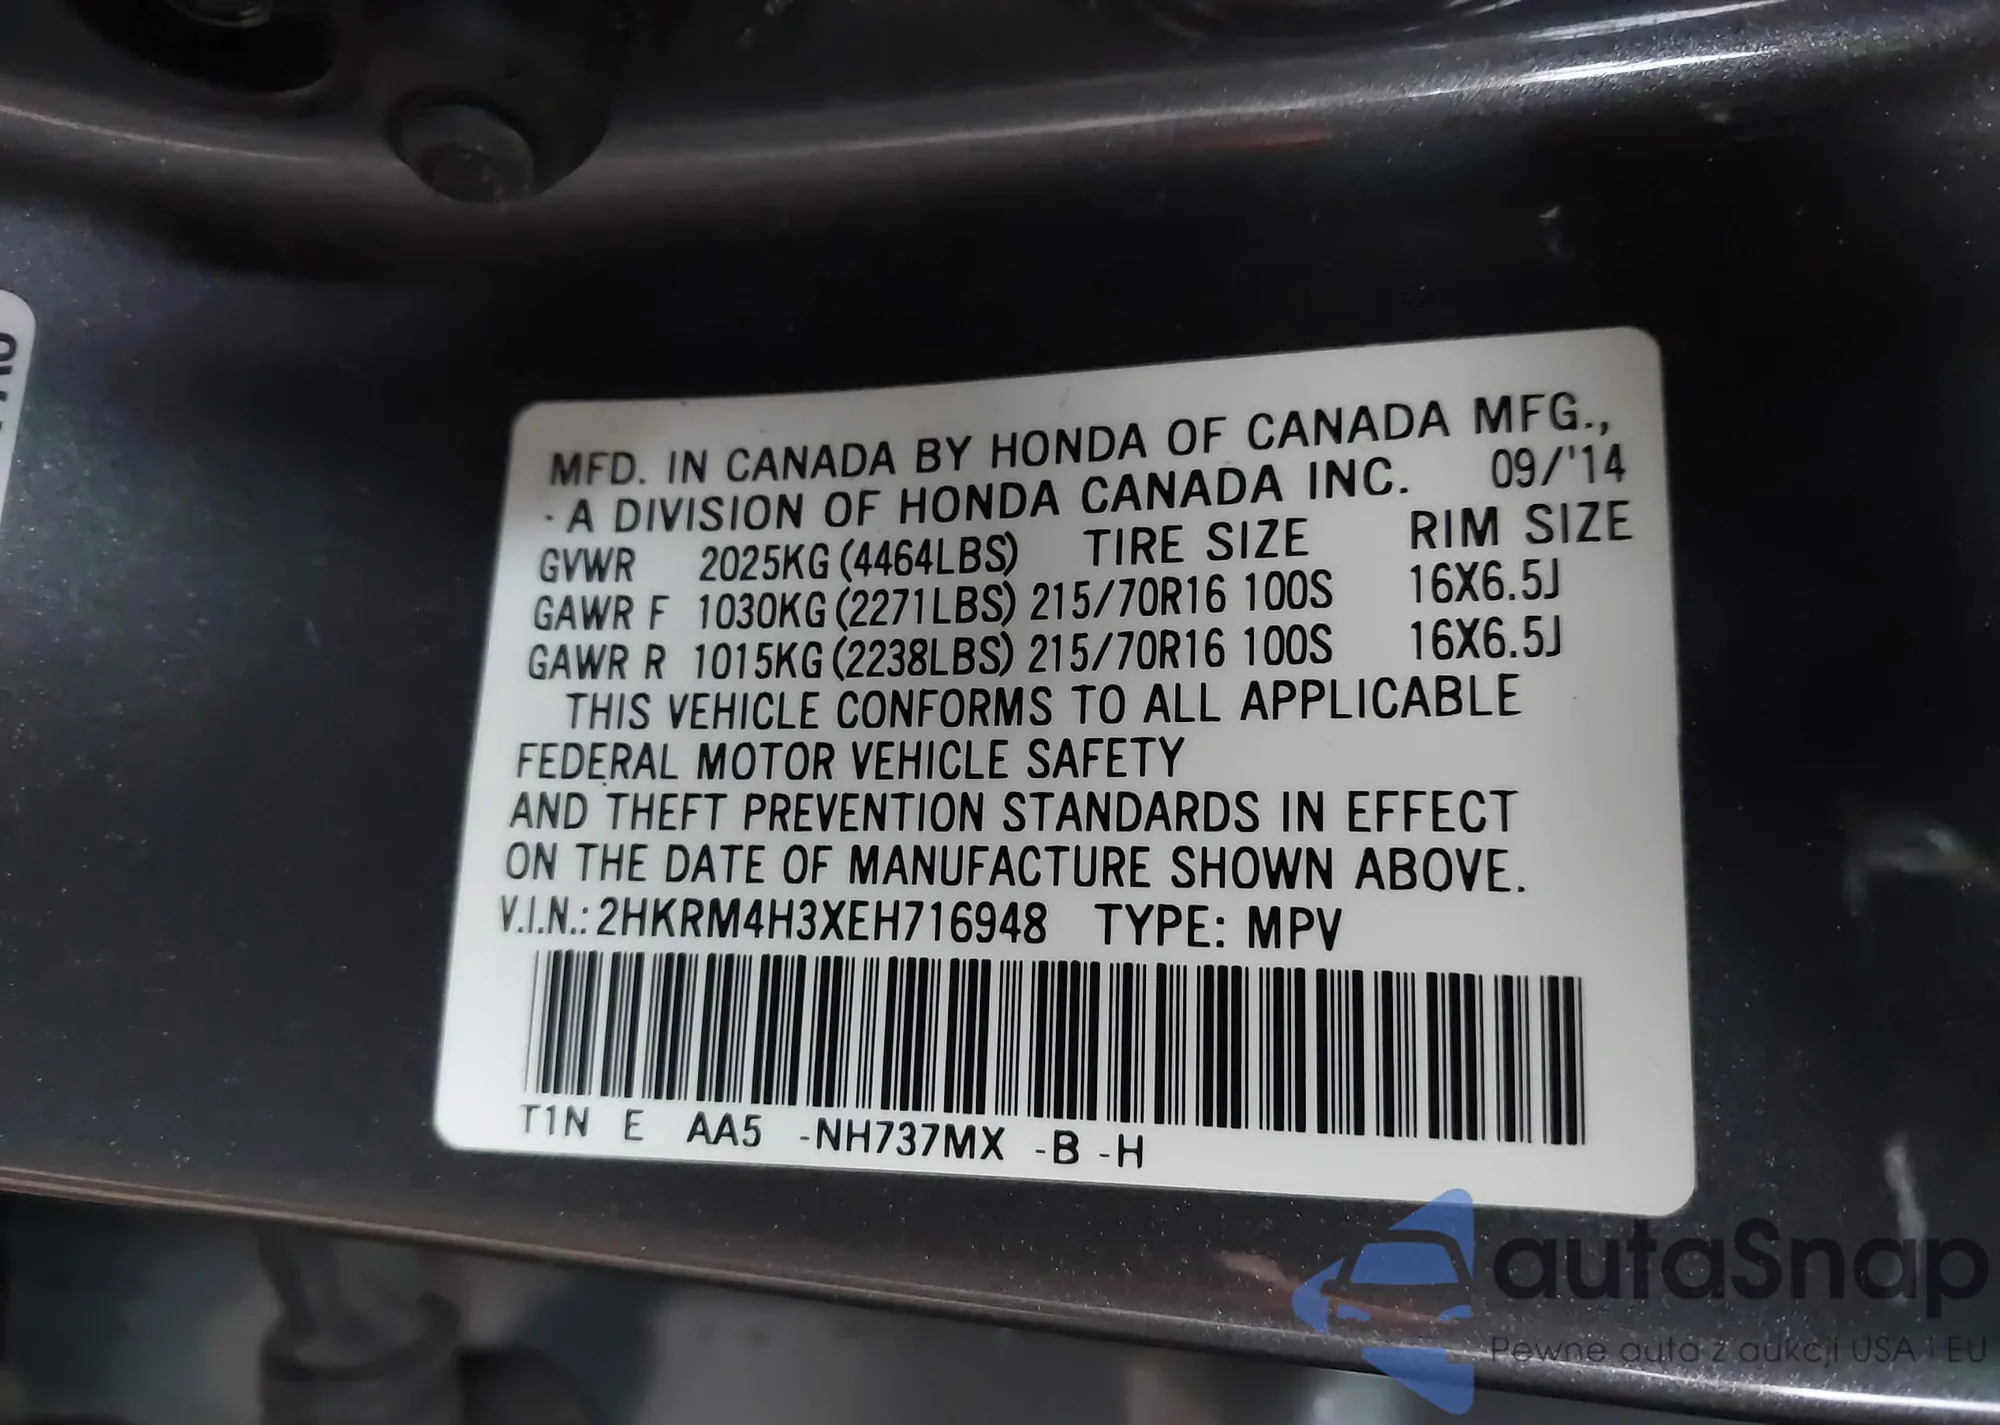 MFD. IN CANADA BY HONDA OF CANADA MFG.,
A DIVISION OF HONDA CANADA INC. 09/'14
GVWR 2025KG (4464LBS) TIRE SIZE RIM SIZE
GAWR F 1030KG (2271LBS) 215/70R16 100S 16X6.5J
GAWR R 1015KG (2238LBS) 215/70R16 100S 16X6.5J
THIS VEHICLE CONFORMS TO ALL APPLICABLE
FEDERAL MOTOR VEHICLE SAFETY
AND THEFT PREVENTION STANDARDS IN EFFECT
ON THE DATE OF MANUFACTURE SHOWN ABOVE.
V.I.N.: 2HKRM4H3XEH716948 TYPE: MPV
T1N E AA5 -NH737MX -B -H
autaSnap
Pewne auta z aukcji USA i EU